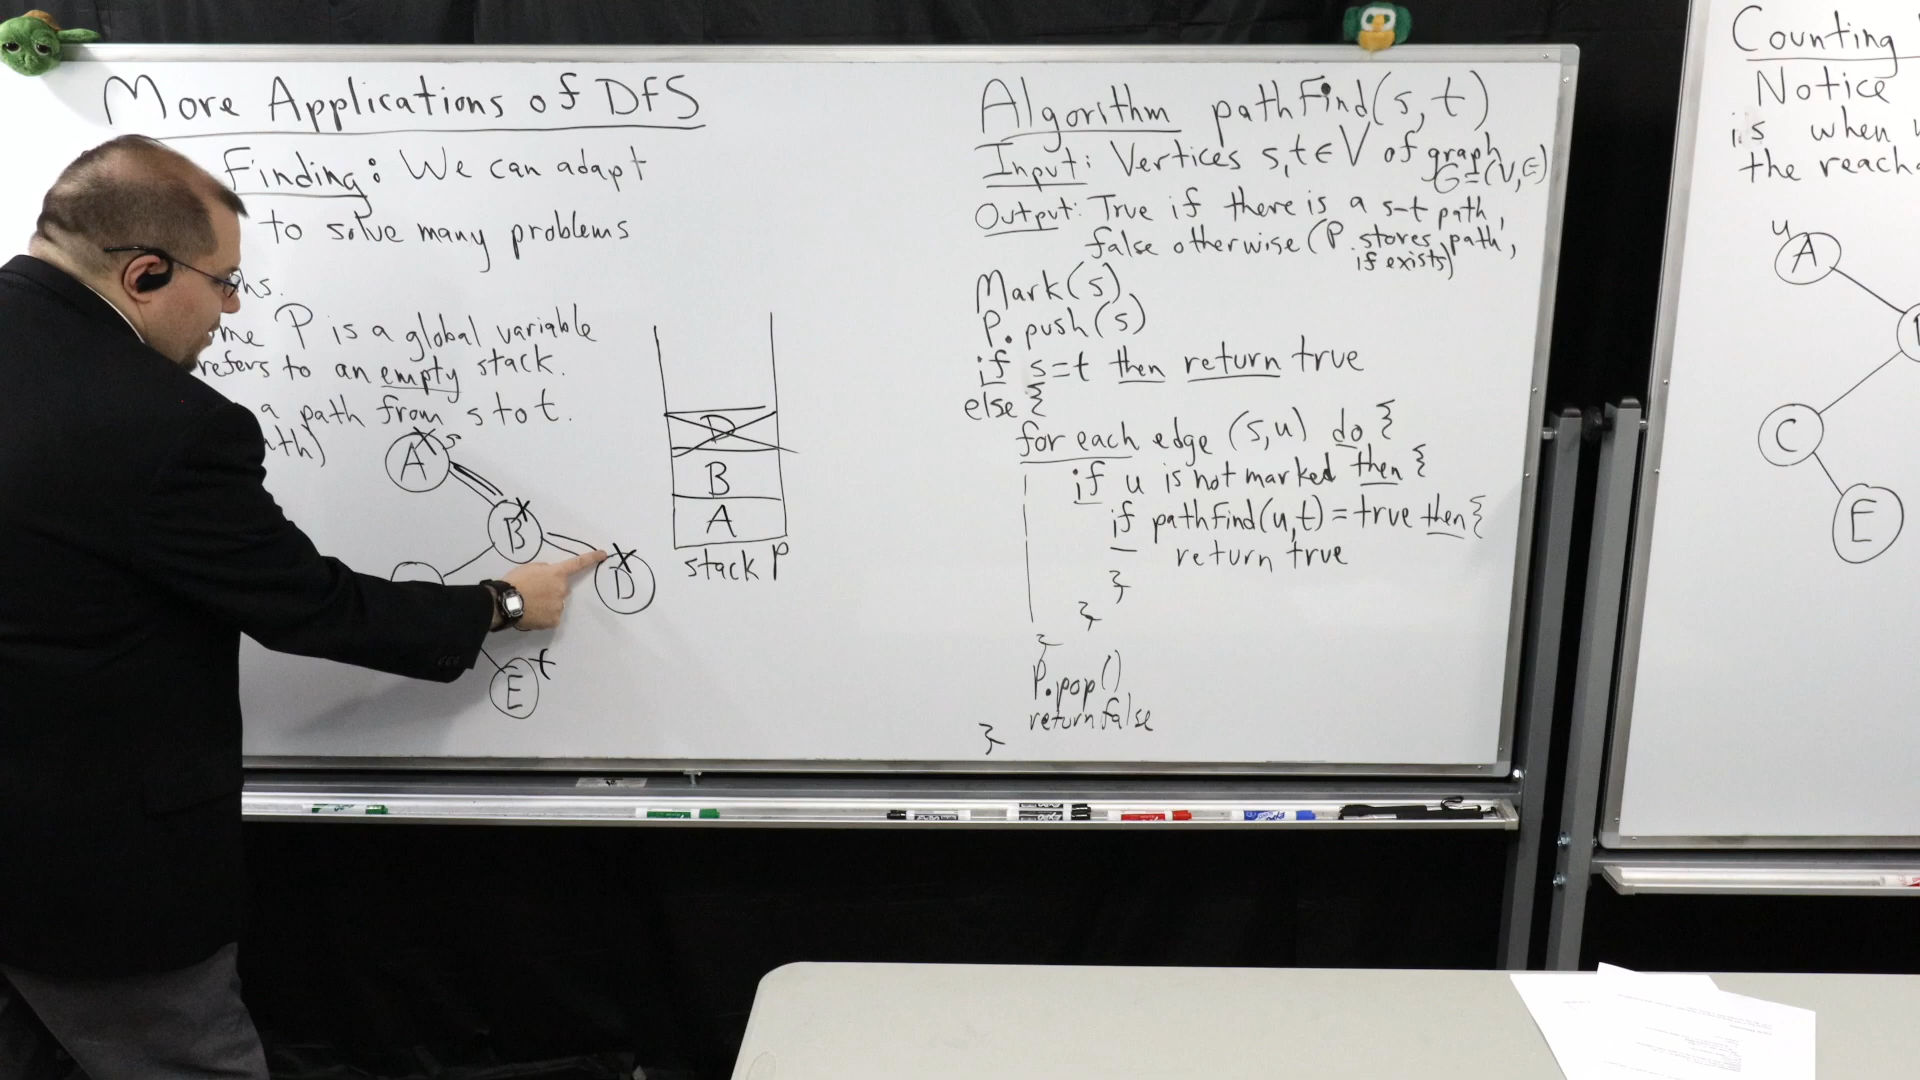 More Applications of DFS
Finding: We can adapt
to solve many problems
hs.
me P is a global variable
refers to an empty stack.
a path from s to t.
th)
A s
B
D
E t
D
B
A
stack P
Algorithm pathFind(s, t)
Input: Vertices s, t ∈ V of graph
G=(V,E)
Output: True if there is a s-t path,
false otherwise (P stores path,
if exists)
Mark(s)
P.push(s)
if s=t then return true
else {
for each edge (s,u) do {
if u is not marked then {
if pathfind(u,t)=true then {
return true
}
}
}
P.pop()
return false
}
Counting
Notice
is when
the reach
u
A
C
E